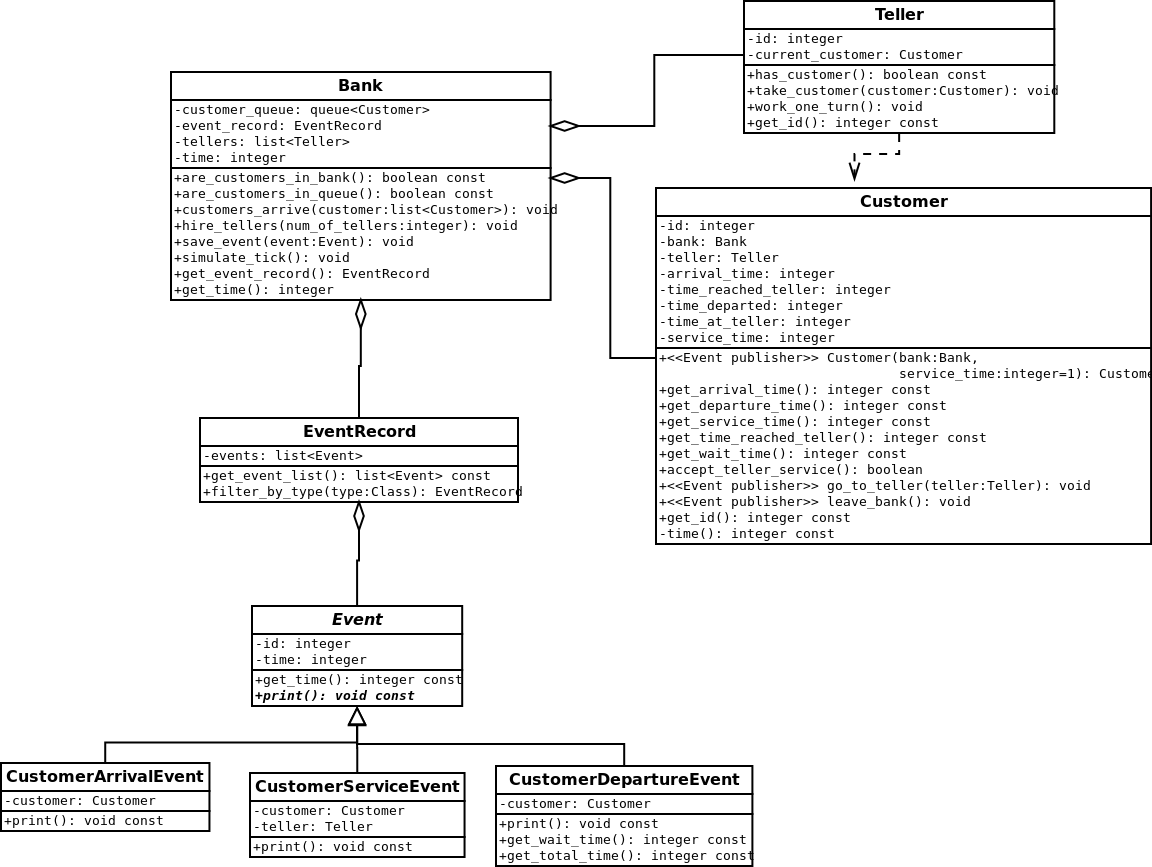 Teller
-id: integer
-current_customer: Customer
+has_customer(): boolean const
+take_customer(customer:Customer): void
+work_one_turn(): void
+get_id(): integer const
Bank
-customer_queue: queue<Customer>
-event_record: EventRecord
-tellers: list<Teller>
-time: integer
+are_customers_in_bank(): boolean const
+are_customers_in_queue(): boolean const
+customers_arrive(customer:list<Customer>): void
+hire_tellers(num_of_tellers:integer): void
+save_event(event:Event): void
+simulate_tick(): void
+get_event_record(): EventRecord
+get_time(): integer
Customer
-id: integer
-bank: Bank
-teller: Teller
-arrival_time: integer
-time_reached_teller: integer
-time_departed: integer
-time_at_teller: integer
-service_time: integer
+<<Event publisher>> Customer(bank:Bank,
service_time:integer=1): Custome
+get_arrival_time(): integer const
+get_departure_time(): integer const
+get_service_time(): integer const
+get_time_reached_teller(): integer const
+get_wait_time(): integer const
+accept_teller_service(): boolean
+<<Event publisher>> go_to_teller(teller:Teller): void
+<<Event publisher>> leave_bank(): void
+get_id(): integer const
-time(): integer const
EventRecord
-events: list<Event>
+get_event_list(): list<Event> const
+filter_by_type(type:Class): EventRecord
Event
-id: integer
-time: integer
+get_time(): integer const
+print(): void const
CustomerArrivalEvent
-customer: Customer
+print(): void const
CustomerServiceEvent
-customer: Customer
-teller: Teller
+print(): void const
CustomerDepartureEvent
-customer: Customer
+print(): void const
+get_wait_time(): integer const
+get_total_time(): integer const